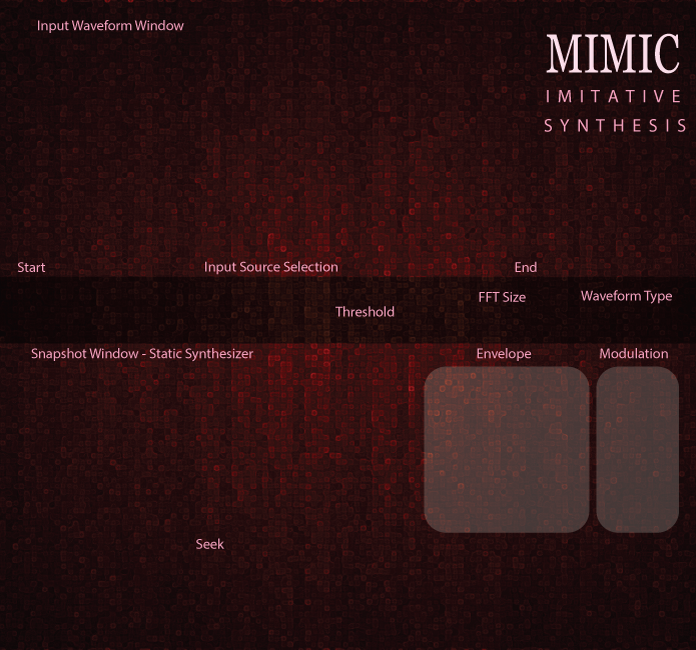 Input Waveform Window
MIMIC
IMITATIVE
SYNTHESIS
Start
Input Source Selection
End
Threshold
FFT Size
Waveform Type
Snapshot Window - Static Synthesizer
Envelope
Modulation
Seek